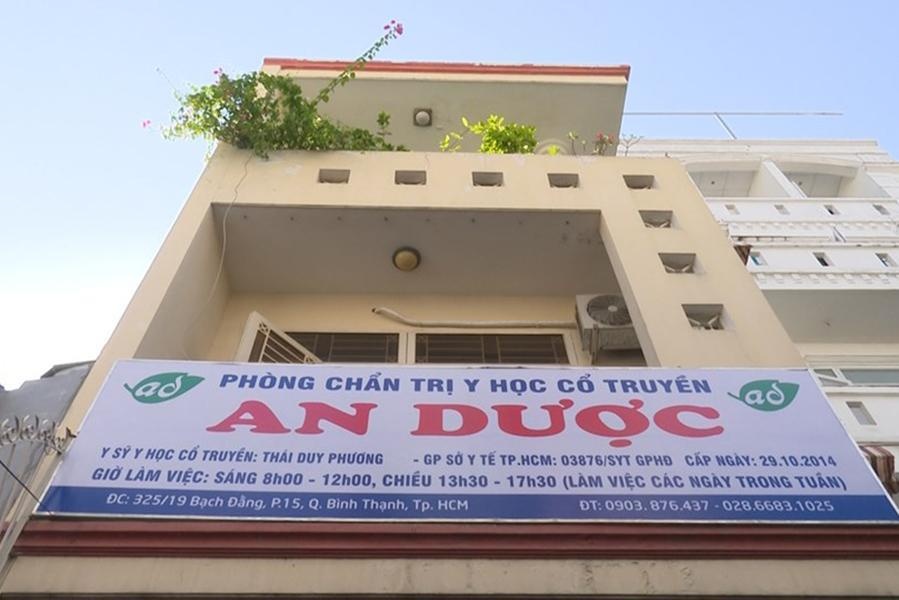 ad
PHÒNG CHẨN TRỊ Y HỌC CỔ TRUYỀN
ad
AN DƯỢC
Y SỸ Y HỌC CỔ TRUYỀN: THÁI DUY PHƯƠNG - GP SỞ Y TẾ TP.HCM: 03876/SYT GPHĐ CẤP NGÀY: 29.10.2014
GIỜ LÀM VIỆC: SÁNG 8h00 - 12h00, CHIỀU 13h30 - 17h30 (LÀM VIỆC CÁC NGÀY TRONG TUẦN)
ĐC: 325/19 Bạch Đằng, P.15, Q. Bình Thạnh, Tp. HCM ĐT: 0903. 876.437 - 028.6683.1025